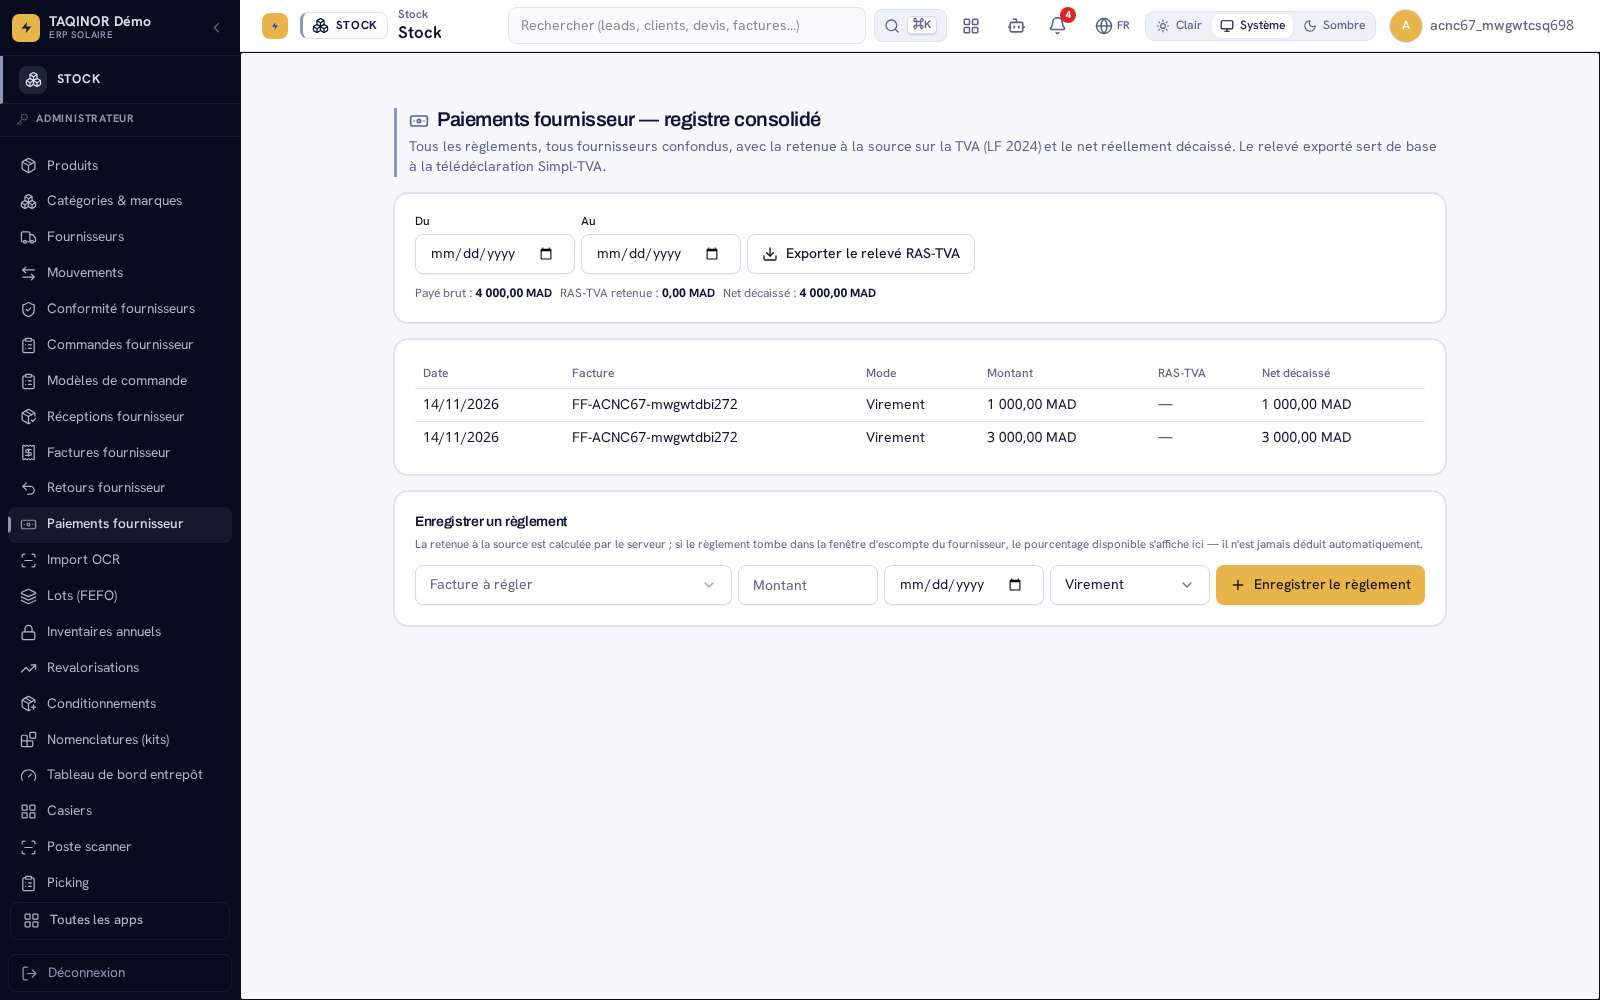 TAQINOR Démo
ERP SOLAIRE
STOCK
ADMINISTRATEUR
Produits
Catégories & marques
Fournisseurs
Mouvements
Conformité fournisseurs
Commandes fournisseur
Modèles de commande
Réceptions fournisseur
Factures fournisseur
Retours fournisseur
Paiements fournisseur
Import OCR
Lots (FEFO)
Inventaires annuels
Revalorisations
Conditionnements
Nomenclatures (kits)
Tableau de bord entrepôt
Casiers
Poste scanner
Picking
Toutes les apps
Déconnexion
STOCK
Stock
Stock
Rechercher (leads, clients, devis, factures...)
⌘K
4
FR
Clair
Système
Sombre
A
acnc67_mwgwtcsq698
Paiements fournisseur — registre consolidé
Tous les règlements, tous fournisseurs confondus, avec la retenue à la source sur la TVA (LF 2024) et le net réellement décaissé. Le relevé exporté sert de base
à la télédéclaration Simpl-TVA.
Du Au
mm/dd/yyyy mm/dd/yyyy Exporter le relevé RAS-TVA
Payé brut : 4 000,00 MAD RAS-TVA retenue : 0,00 MAD Net décaissé : 4 000,00 MAD
Date Facture Mode Montant RAS-TVA Net décaissé
14/11/2026 FF-ACNC67-mwgwtdbi272 Virement 1 000,00 MAD — 1 000,00 MAD
14/11/2026 FF-ACNC67-mwgwtdbi272 Virement 3 000,00 MAD — 3 000,00 MAD
Enregistrer un règlement
La retenue à la source est calculée par le serveur ; si le règlement tombe dans la fenêtre d'escompte du fournisseur, le pourcentage disponible s'affiche ici — il n'est jamais déduit automatiquement.
Facture à régler Montant mm/dd/yyyy Virement Enregistrer le règlement